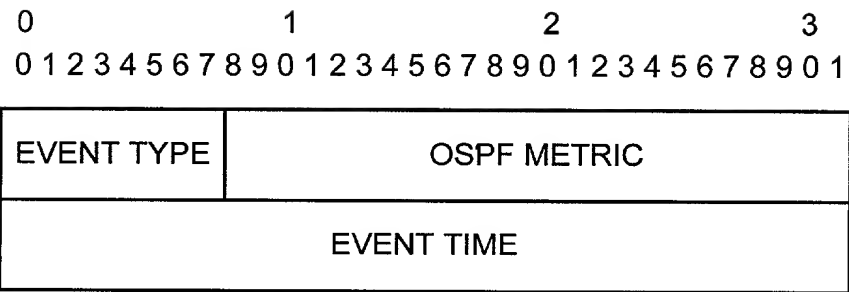 0 1 2 3
0 1 2 3 4 5 6 7 8 9 0 1 2 3 4 5 6 7 8 9 0 1 2 3 4 5 6 7 8 9 0 1
EVENT TYPE OSPF METRIC
EVENT TIME